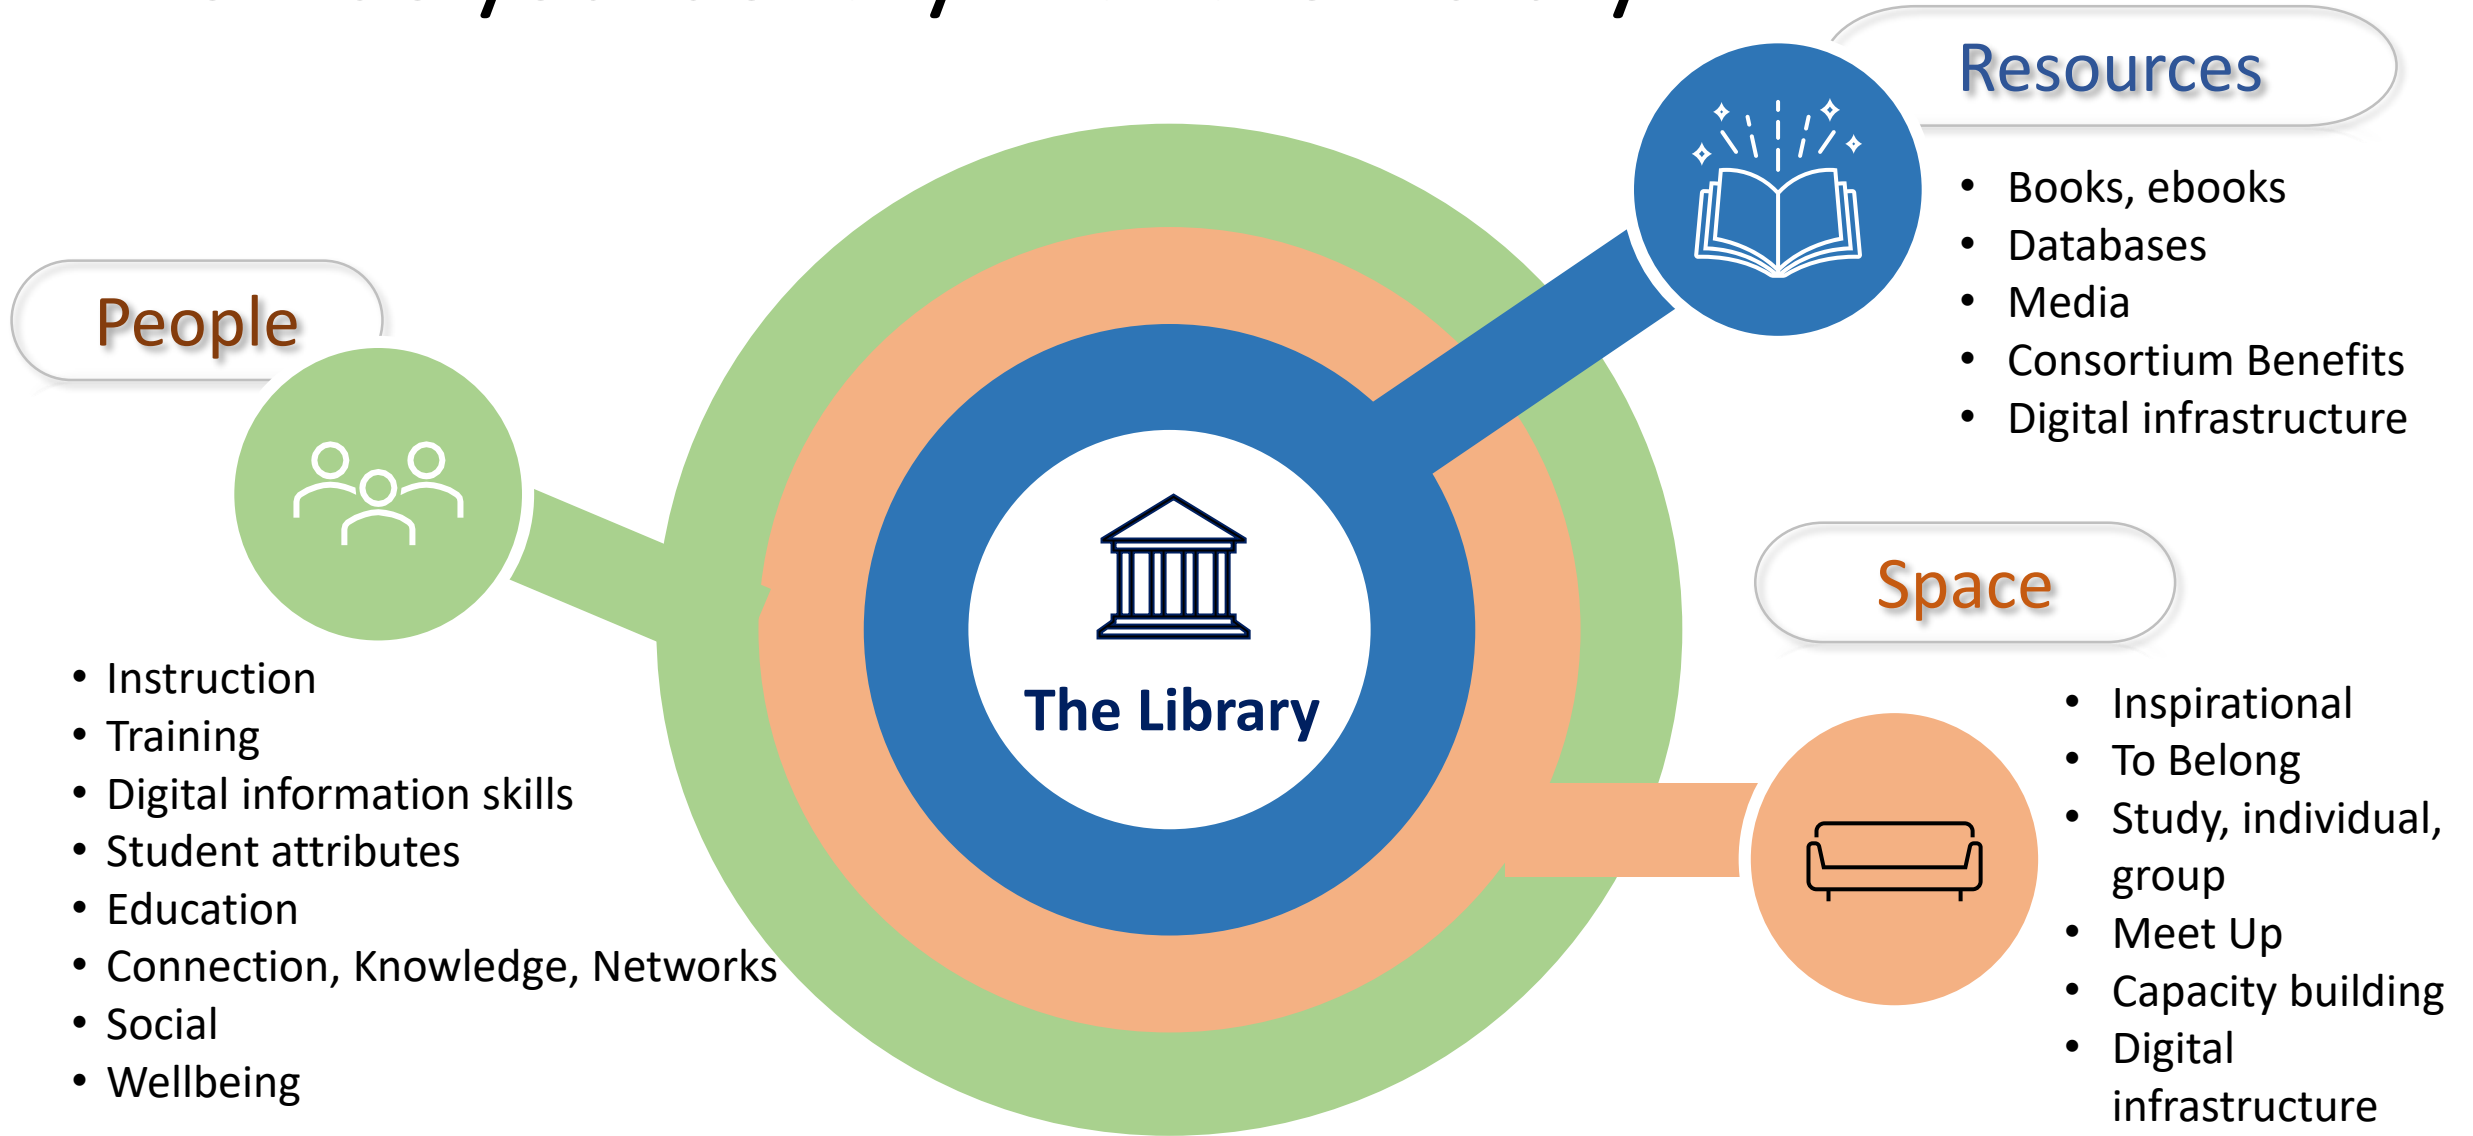 Resources
• Books, ebooks
• Databases
• Media
• Consortium Benefits
• Digital infrastructure
People
• Instruction
• Training
• Digital information skills
• Student attributes
• Education
• Connection, Knowledge, Networks
• Social
• Wellbeing
The Library
Space
• Inspirational
• To Belong
• Study, individual,
group
• Meet Up
• Capacity building
• Digital
infrastructure